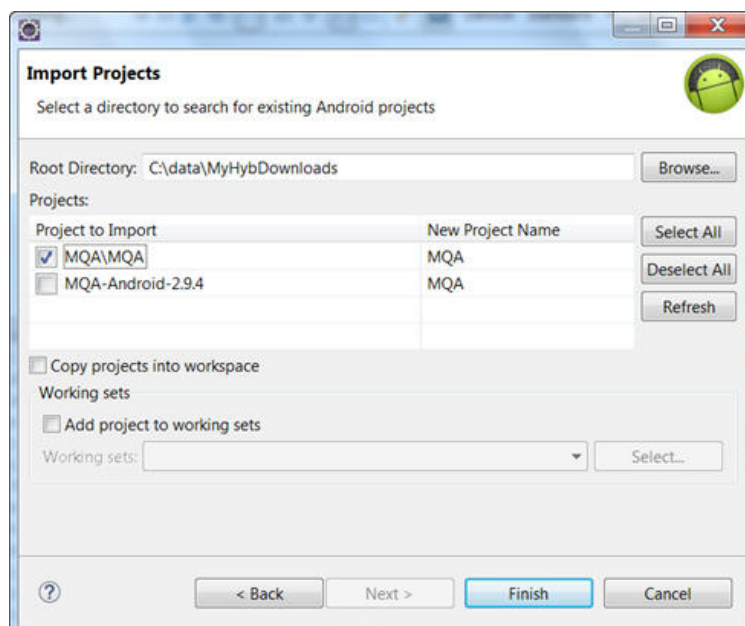 Import Projects
Select a directory to search for existing Android projects
Root Directory: C:\data\MyHybDownloads Browse...
Projects:
Project to Import New Project Name Select All
MQA\MQA MQA
Deselect All
MQA-Android-2.9.4 MQA
Refresh
Copy projects into workspace
Working sets
Add project to working sets
Working sets: Select...
? < Back Next > Finish Cancel